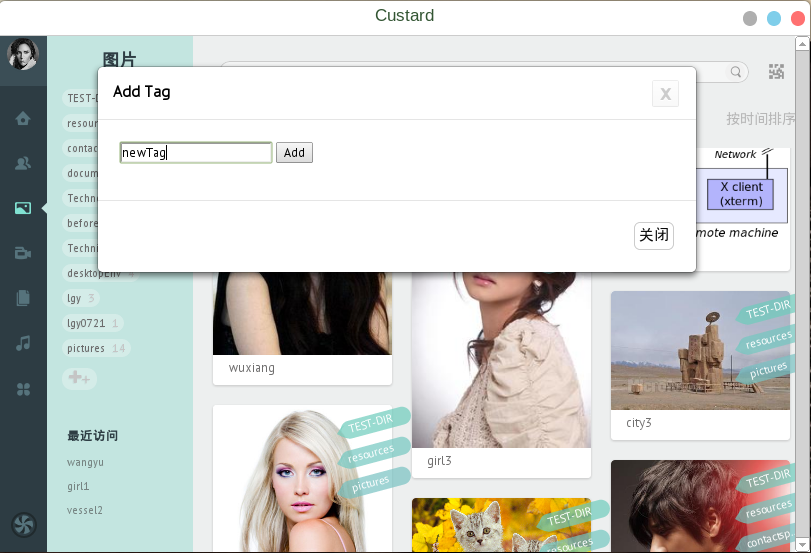 Custard
图片
Add Tag
X
newTag
Add
关闭
TEST-D
resour
contac
docum
Techno
before
Techni
desktopEnv 4
lgy 3
lgy0721 1
pictures 14
最近访问
wangyu
girl1
vessel2
按时间排序
Network
X client
(xterm)
mote machine
wuxiang
girl3
TEST-DIR
resources
pictures
city3
TEST-DIR
resources
pictures
TEST-DIR
resources
TEST-DIR
resources
contactsp